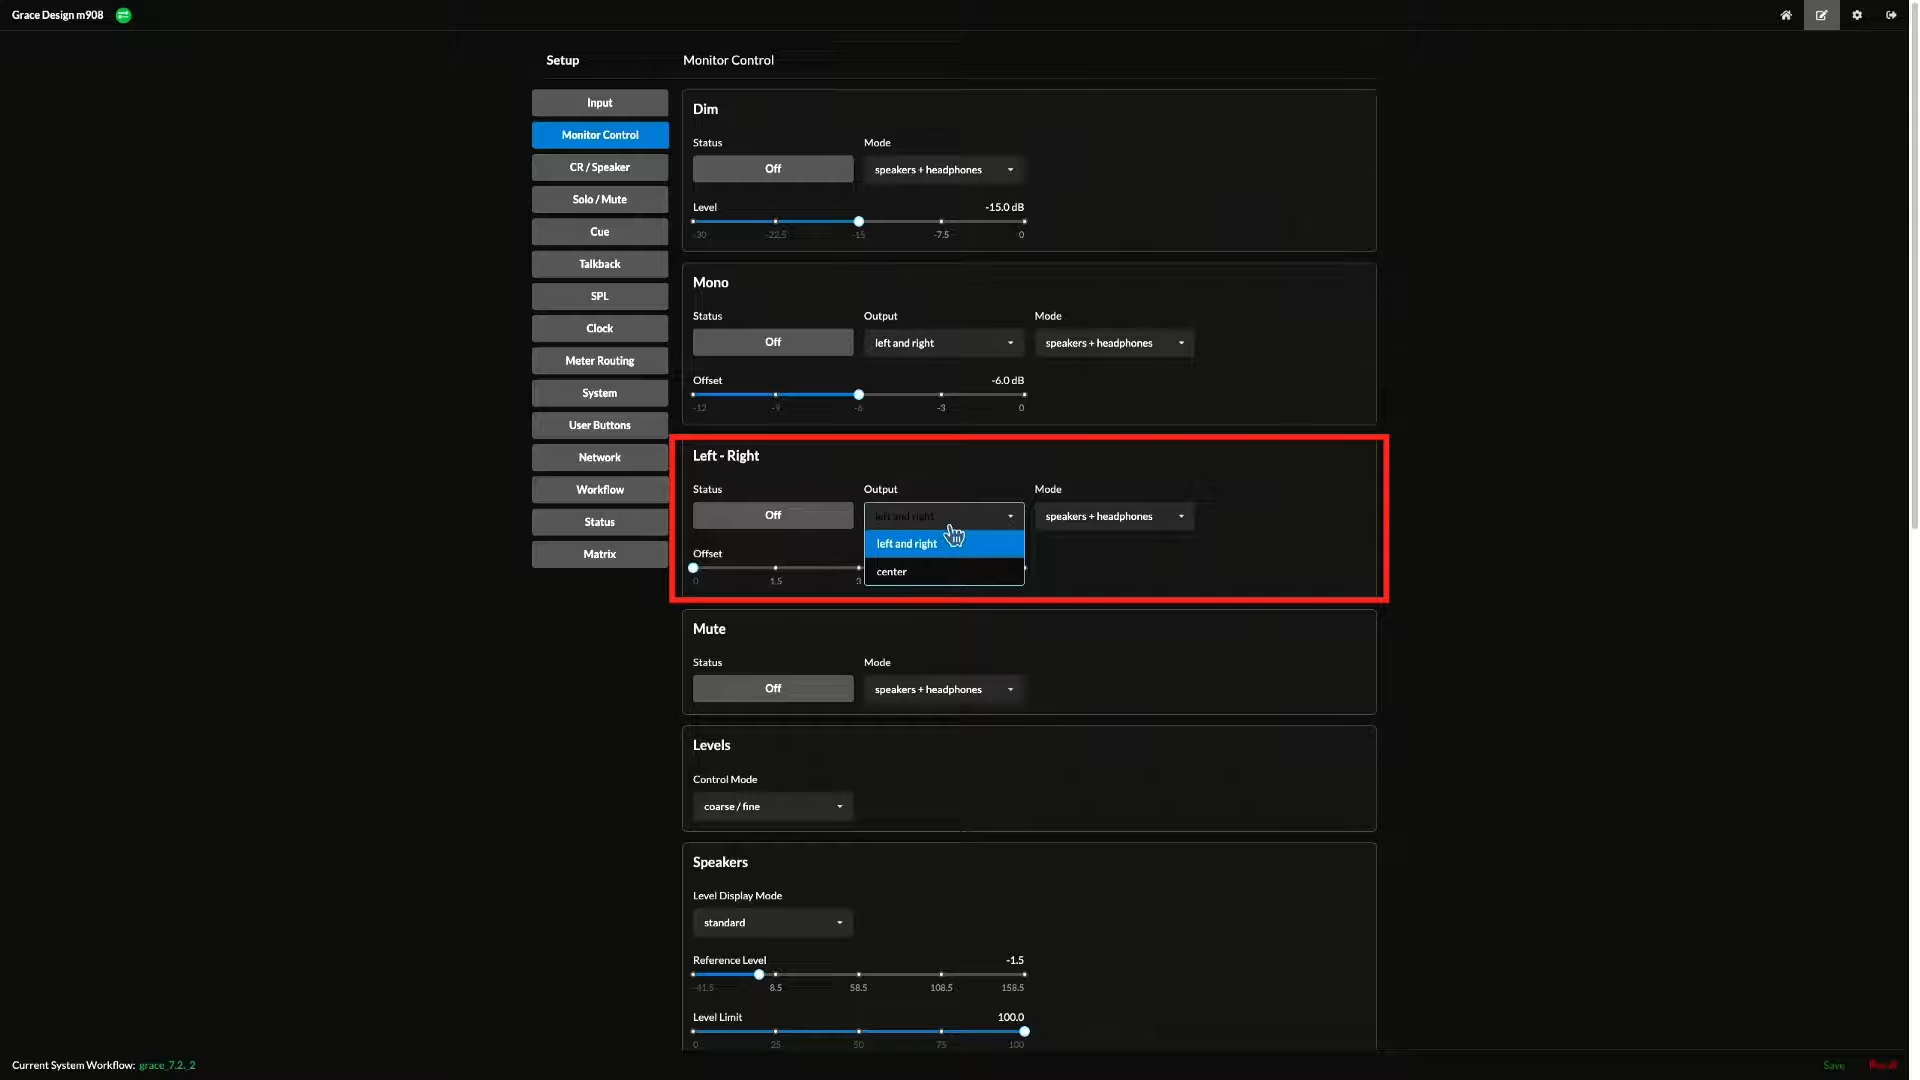 Grace Design m908
Setup
Monitor Control
Input
Monitor Control
CR / Speaker
Solo / Mute
Cue
Talkback
SPL
Clock
Meter Routing
System
User Buttons
Network
Workflow
Status
Matrix
Dim
Status Mode
Off speakers + headphones
Level -15.0 dB
-30 -22.5 -15 -7.5 0
Mono
Status Output Mode
Off left and right speakers + headphones
Offset -6.0 dB
-12 -9 -6 -3 0
Left - Right
Status Output Mode
Off left and right speakers + headphones
left and right
center
Offset
0 1.5 3
Mute
Status Mode
Off speakers + headphones
Levels
Control Mode
coarse / fine
Speakers
Level Display Mode
standard
Reference Level -1.5
-41.5 8.5 58.5 108.5 158.5
Level Limit 100.0
0 25 50 75 100
Current System Workflow: grace_7.2._2
Save